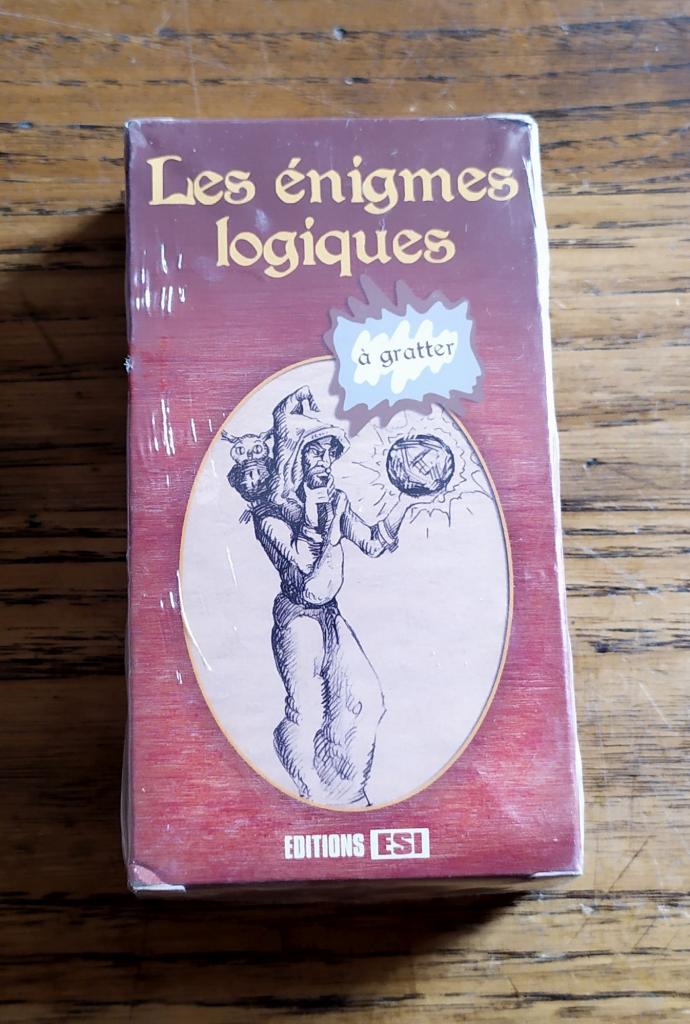 Les énigmes
logiques
à gratter
EDITIONS ESI